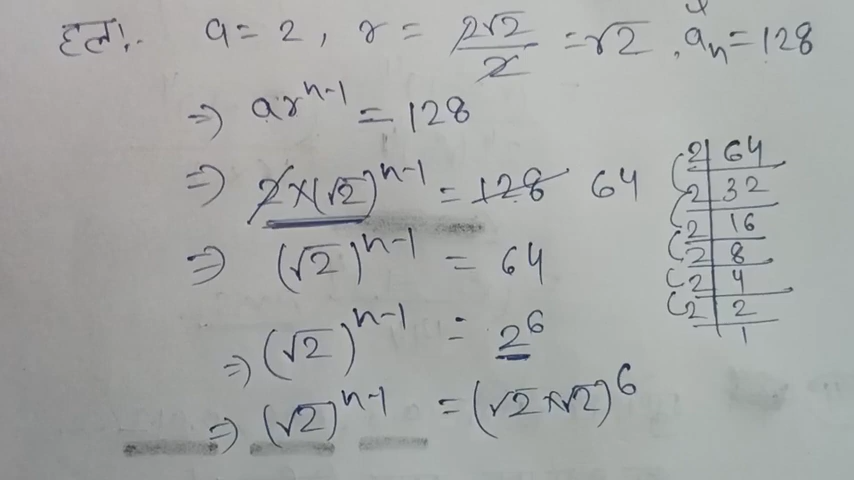 हल:- a = 2, r = 2√2/2 = √2, aₙ = 128
⇒ arⁿ⁻¹ = 128
⇒ 2×(√2)ⁿ⁻¹ = 128 64
⇒ (√2)ⁿ⁻¹ = 64
⇒ (√2)ⁿ⁻¹ = 2⁶
⇒ (√2)ⁿ⁻¹ = (√2×√2)⁶
2 | 64
2 | 32
2 | 16
2 | 8
2 | 4
2 | 2
1